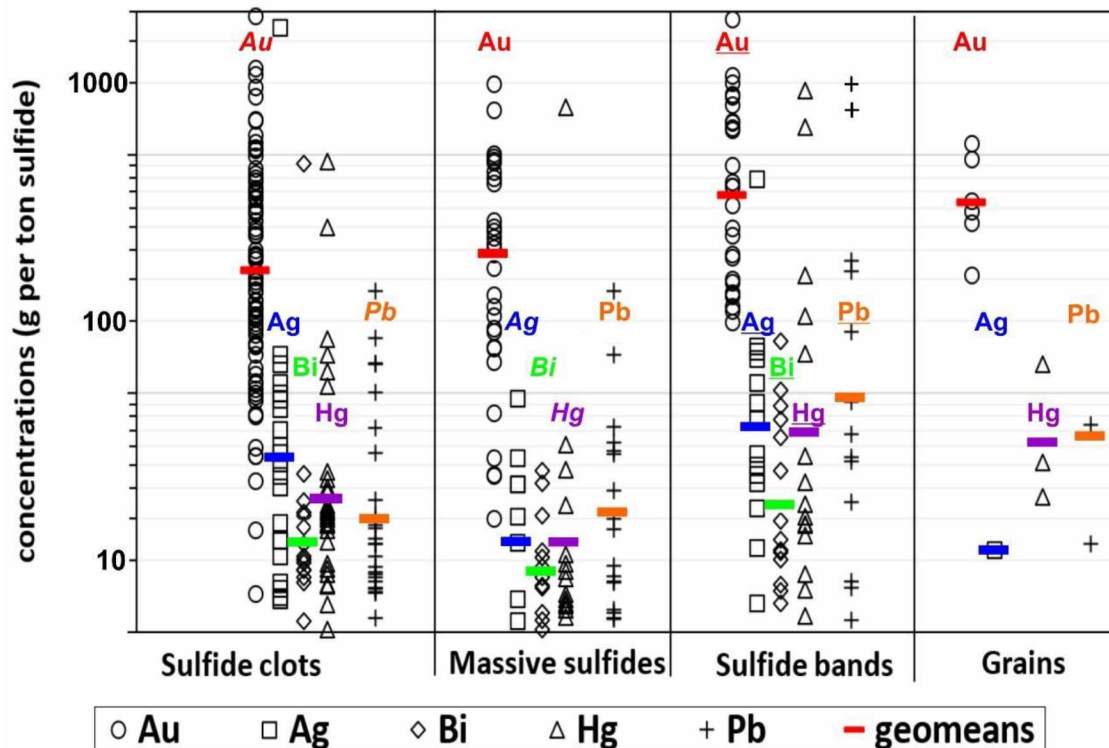 concentrations (g per ton sulfide)
1000
100
10
Au Au Au Au
Ag Bi Hg Pb
Ag Bi Hg Pb
Ag Bi Hg Pb
Ag Hg Pb
Sulfide clots Massive sulfides Sulfide bands Grains
Au Ag Bi Hg Pb geomeans